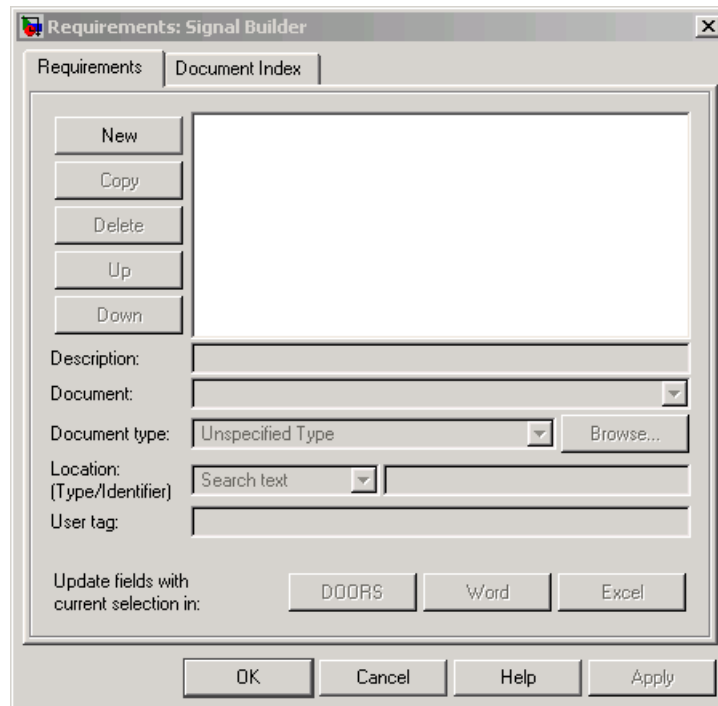 Requirements: Signal Builder
Requirements
Document Index
New
Copy
Delete
Up
Down
Description:
Document:
Document type:
Unspecified Type
Browse...
Location:
(Type/Identifier)
Search text
User tag:
Update fields with
current selection in:
DOORS
Word
Excel
OK
Cancel
Help
Apply